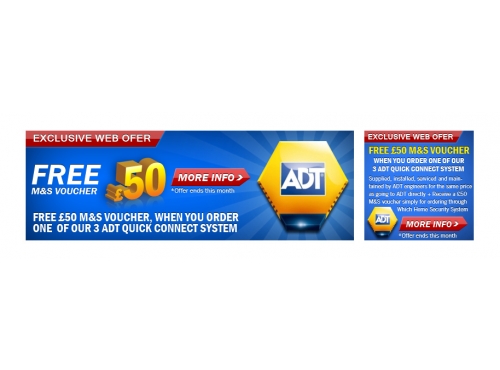 EXCLUSIVE WEB OFER
FREE
M&S VOUCHER
£50
MORE INFO >
*Offer ends this month
FREE £50 M&S VOUCHER, WHEN YOU ORDER
ONE OF OUR 3 ADT QUICK CONNECT SYSTEM
ADT
EXCLUSIVE WEB OFER
FREE £50 M&S VOUCHER
WHEN YOU ORDER ONE OF OUR
3 ADT QUICK CONNECT SYSTEM
Supplied, installed, serviced and main-
tained by ADT engineers for the same price
as going to ADT directly + Receive a £50
M&S voucher simply for ordering through
Which Home Security System
ADT
MORE INFO >
*Offer ends this month